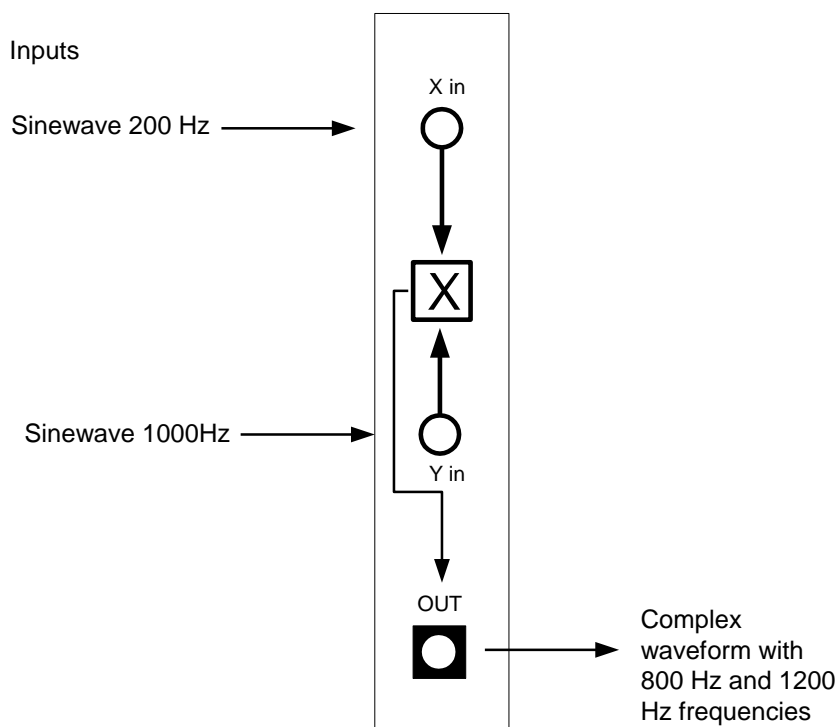 Inputs
X in
Sinewave 200 Hz
X
Sinewave 1000Hz
Y in
OUT
Complex
waveform with
800 Hz and 1200
Hz frequencies